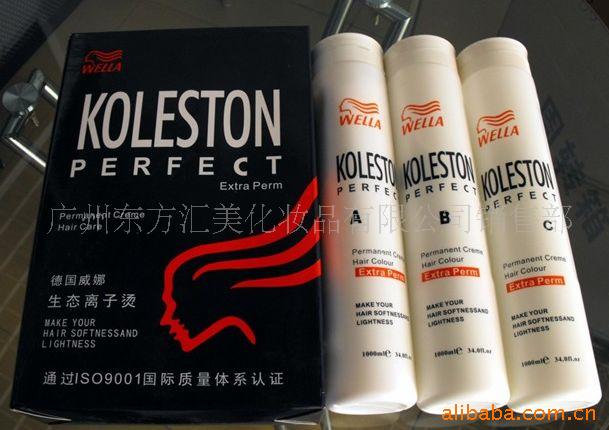 WELLA
KOLESTON
PERFECT
Extra Perm
Permanent Creme
Hair Care
德国威娜
生态离子烫
MAKE YOUR
HAIR SOFTNESSAND
LIGHTNESS
通过ISO9001国际质量体系认证
WELLA
KOLESTON
PERFECT
A
Permanent Creme
Hair Colour
Extra Perm
MAKE YOUR
HAIR SOFTNESSAND
LIGHTNESS
1000ml℮ 34.0fl.oz
WELLA
KOLESTON
PERFECT
B
Permanent Creme
Hair Colour
Extra Perm
MAKE YOUR
HAIR SOFTNESSAND
LIGHTNESS
1000ml℮ 34.0fl.oz
WELLA
KOLESTON
PERFECT
C
Permanent Creme
Hair Colour
Extra Perm
MAKE YOUR
HAIR SOFTNESSAND
LIGHTNESS
1000ml℮ 34.0fl.oz
广州东方汇美化妆品有限公司销售部
alibaba.com.cn